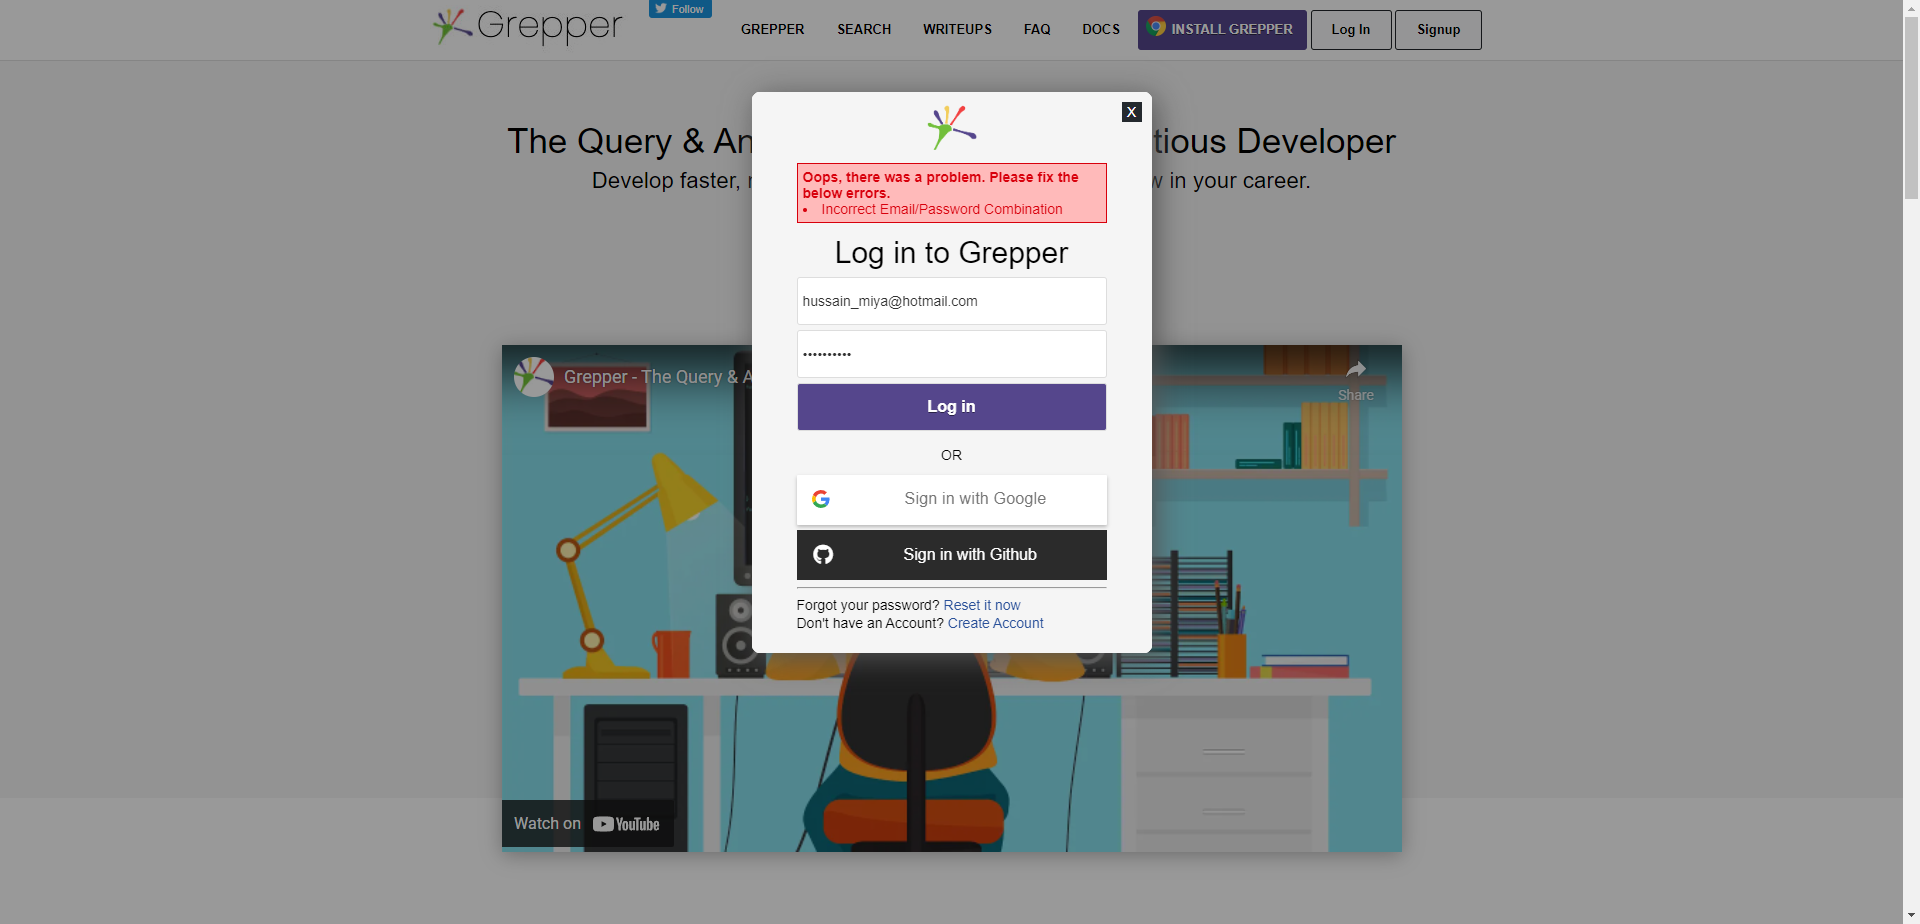 Grepper
Follow
GREPPER SEARCH WRITEUPS FAQ DOCS INSTALL GREPPER Log In Signup
X
The Query & An tious Developer
Develop faster, w in your career.
Oops, there was a problem. Please fix the
below errors.
• Incorrect Email/Password Combination
Log in to Grepper
hussain_miya@hotmail.com
••••••••••
Log in
OR
Sign in with Google
Sign in with Github
Forgot your password? Reset it now
Don't have an Account? Create Account
Grepper - The Query & A
Share
Watch on YouTube